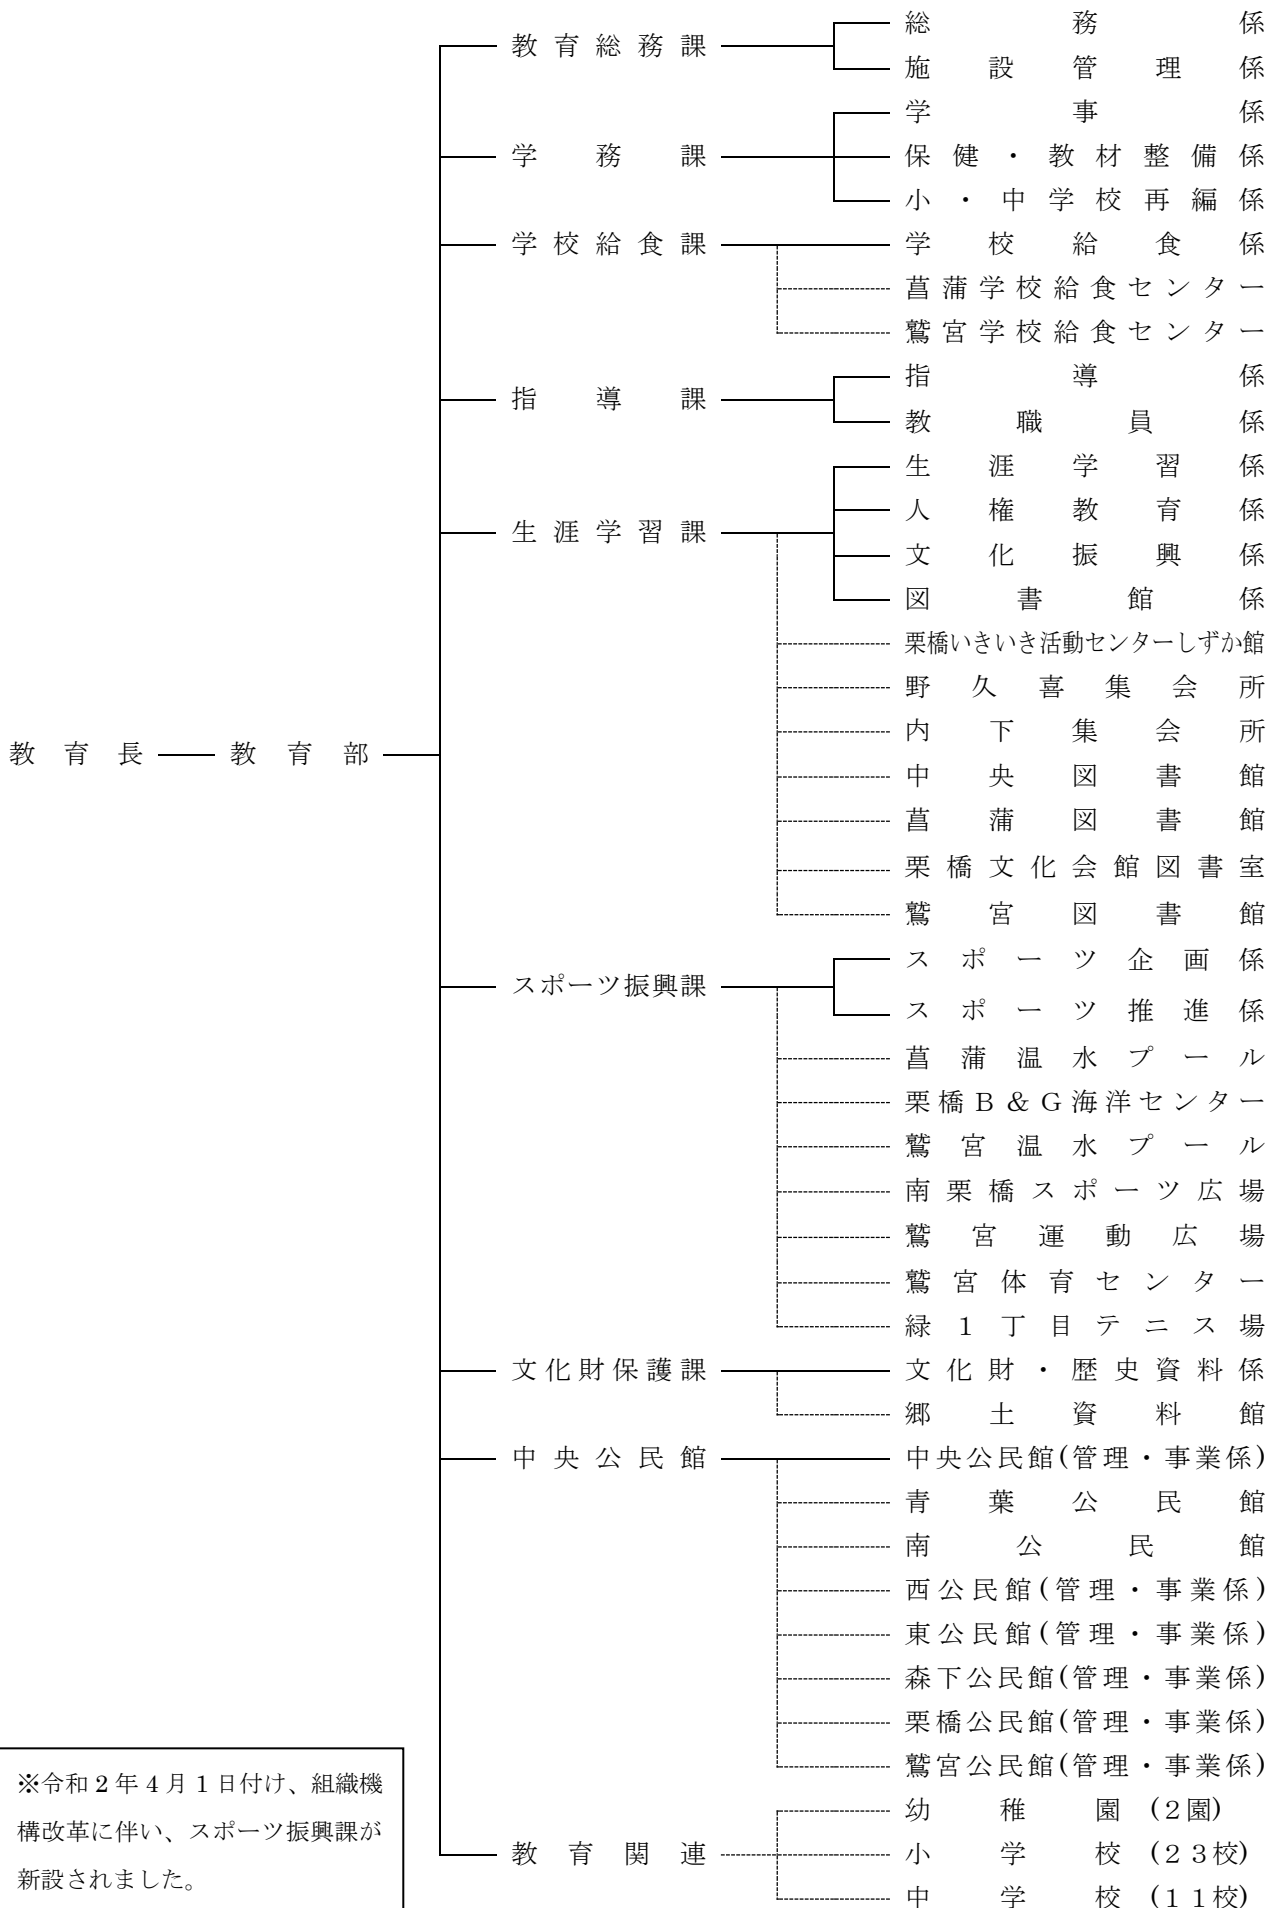 教育長
教育部
教育総務課
総務係
施設管理係
学務課
学事係
保健・教材整備係
小・中学校再編係
学校給食課
学校給食係
菖蒲学校給食センター
鷲宮学校給食センター
指導課
指導係
教職員係
生涯学習課
生涯学習係
人権教育係
文化振興係
図書館係
栗橋いきいき活動センターしずか館
野久喜集会所
内下集会所
中央図書館
菖蒲図書館
栗橋文化会館図書室
鷲宮図書館
スポーツ振興課
スポーツ企画係
スポーツ推進係
菖蒲温水プール
栗橋B＆G海洋センター
鷲宮温水プール
南栗橋スポーツ広場
鷲宮運動広場
鷲宮体育センター
緑1丁目テニス場
文化財保護課
文化財・歴史資料係
郷土資料館
中央公民館
中央公民館(管理・事業係)
青葉公民館
南公民館
西公民館(管理・事業係)
東公民館(管理・事業係)
森下公民館(管理・事業係)
栗橋公民館(管理・事業係)
鷲宮公民館(管理・事業係)
教育関連
幼稚園(2園)
小学校(23校)
中学校(11校)
※令和2年4月1日付け、組織機
構改革に伴い、スポーツ振興課が
新設されました。